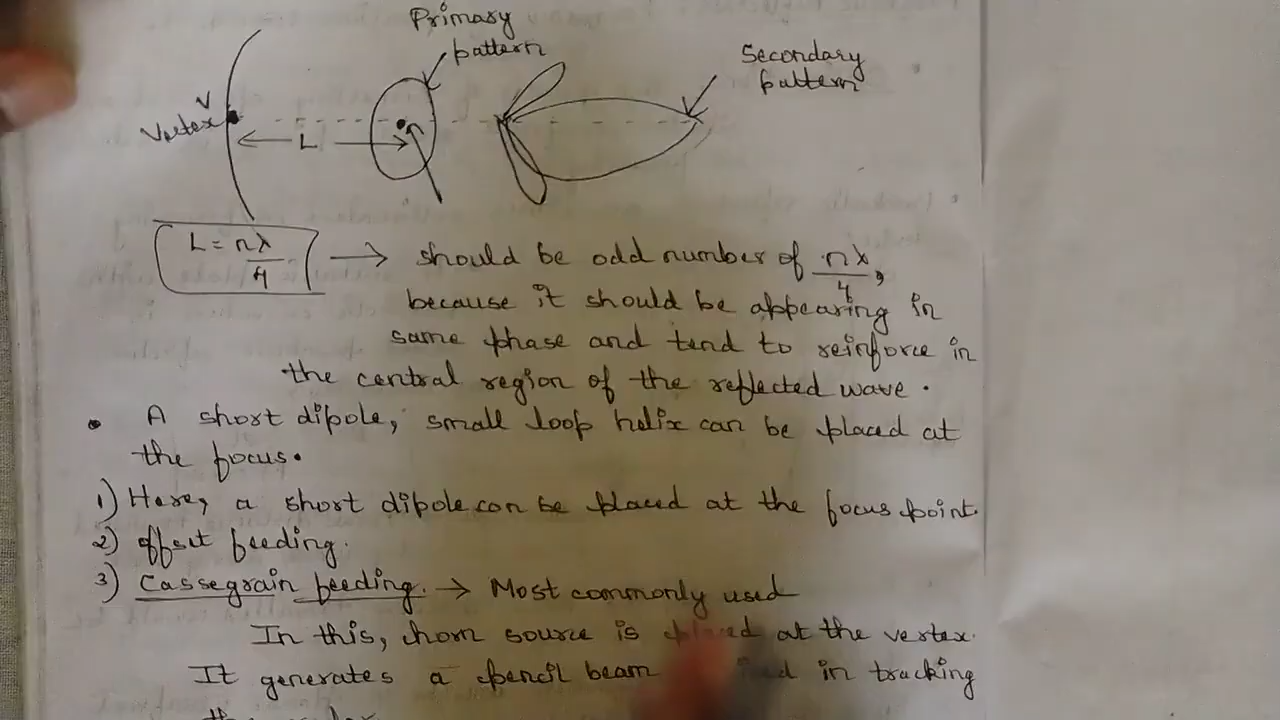 Primary
pattern
Secondary
pattern
V
Vertex
L
L = nλ/4 → should be odd number of nλ/4,
because it should be appearing in
same phase and tend to reinforce in
the central region of the reflected wave.
• A short dipole, small loop helix can be placed at
the focus.
1) Here, a short dipole can be placed at the focus point.
2) offset feeding.
3) Cassegrain feeding. → Most commonly used
In this, horn source is placed at the vertex.
It generates a pencil beam in tracking